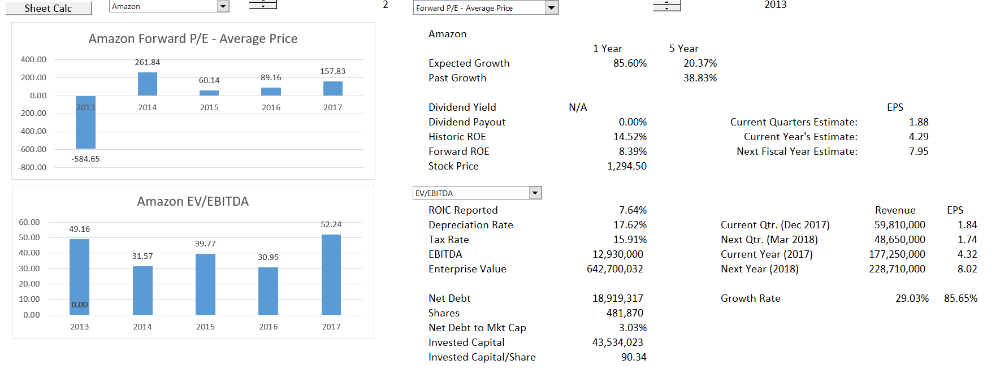 Sheet Calc
Amazon
2
Forward P/E - Average Price
2013
Amazon Forward P/E - Average Price
400.00
200.00
0.00
-200.00
-400.00
-600.00
-800.00
261.84
60.14
89.16
157.83
-584.65
2013 2014 2015 2016 2017
Amazon EV/EBITDA
60.00
50.00
40.00
30.00
20.00
10.00
0.00
49.16
31.57
39.77
30.95
52.24
0.00
2013 2014 2015 2016 2017
Amazon
1 Year 5 Year
Expected Growth 85.60% 20.37%
Past Growth 38.83%
Dividend Yield N/A
Dividend Payout 0.00%
Historic ROE 14.52%
Forward ROE 8.39%
Stock Price 1,294.50
EPS
Current Quarters Estimate: 1.88
Current Year's Estimate: 4.29
Next Fiscal Year Estimate: 7.95
EV/EBITDA
ROIC Reported 7.64%
Depreciation Rate 17.62%
Tax Rate 15.91%
EBITDA 12,930,000
Enterprise Value 642,700,032
Net Debt 18,919,317
Shares 481,870
Net Debt to Mkt Cap 3.03%
Invested Capital 43,534,023
Invested Capital/Share 90.34
Revenue EPS
Current Qtr. (Dec 2017) 59,810,000 1.84
Next Qtr. (Mar 2018) 48,650,000 1.74
Current Year (2017) 177,250,000 4.32
Next Year (2018) 228,710,000 8.02
Growth Rate 29.03% 85.65%